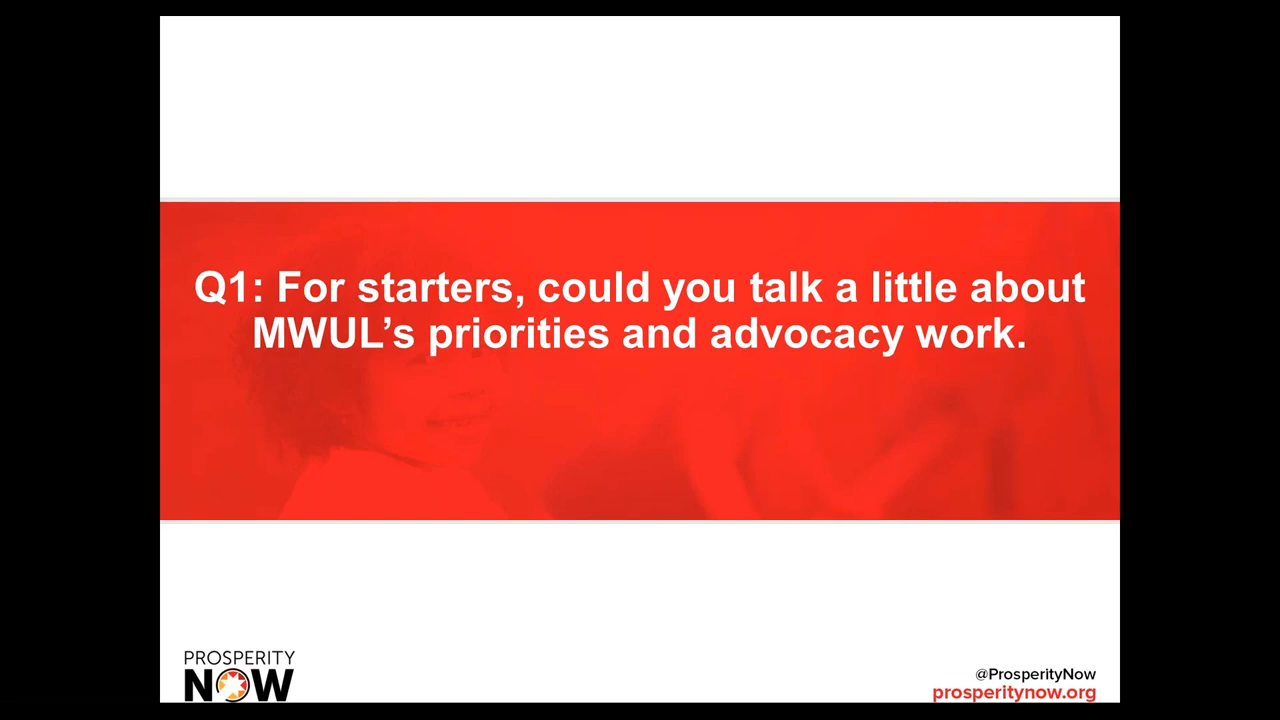 Q1: For starters, could you talk a little about
MWUL’s priorities and advocacy work.
PROSPERITY
NOW
@ProsperityNow
prosperitynow.org